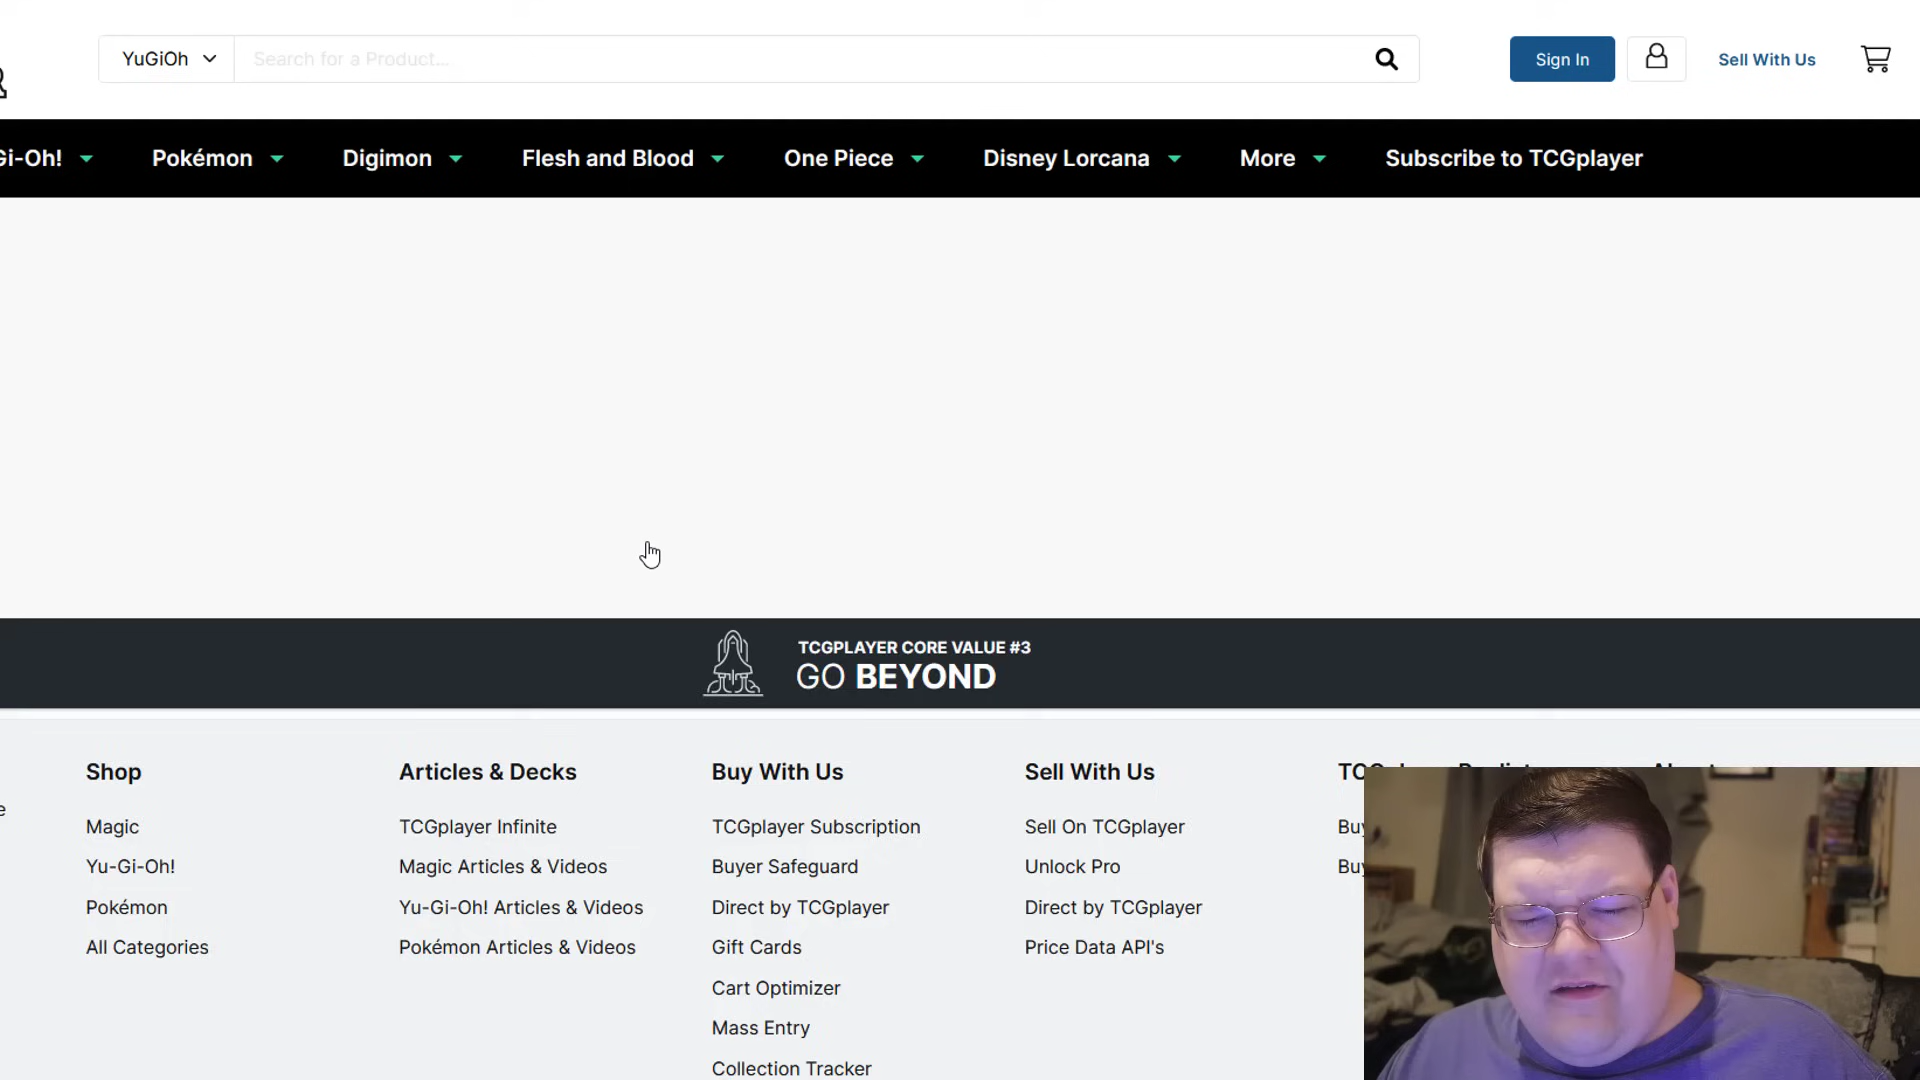 YuGiOh
Search for a Product...
Sign In
Sell With Us
Gi-Oh!
Pokémon
Digimon
Flesh and Blood
One Piece
Disney Lorcana
More
Subscribe to TCGplayer
TCGPLAYER CORE VALUE #3
GO BEYOND
Shop
Magic
Yu-Gi-Oh!
Pokémon
All Categories
Articles & Decks
TCGplayer Infinite
Magic Articles & Videos
Yu-Gi-Oh! Articles & Videos
Pokémon Articles & Videos
Buy With Us
TCGplayer Subscription
Buyer Safeguard
Direct by TCGplayer
Gift Cards
Cart Optimizer
Mass Entry
Collection Tracker
Sell With Us
Sell On TCGplayer
Unlock Pro
Direct by TCGplayer
Price Data API's